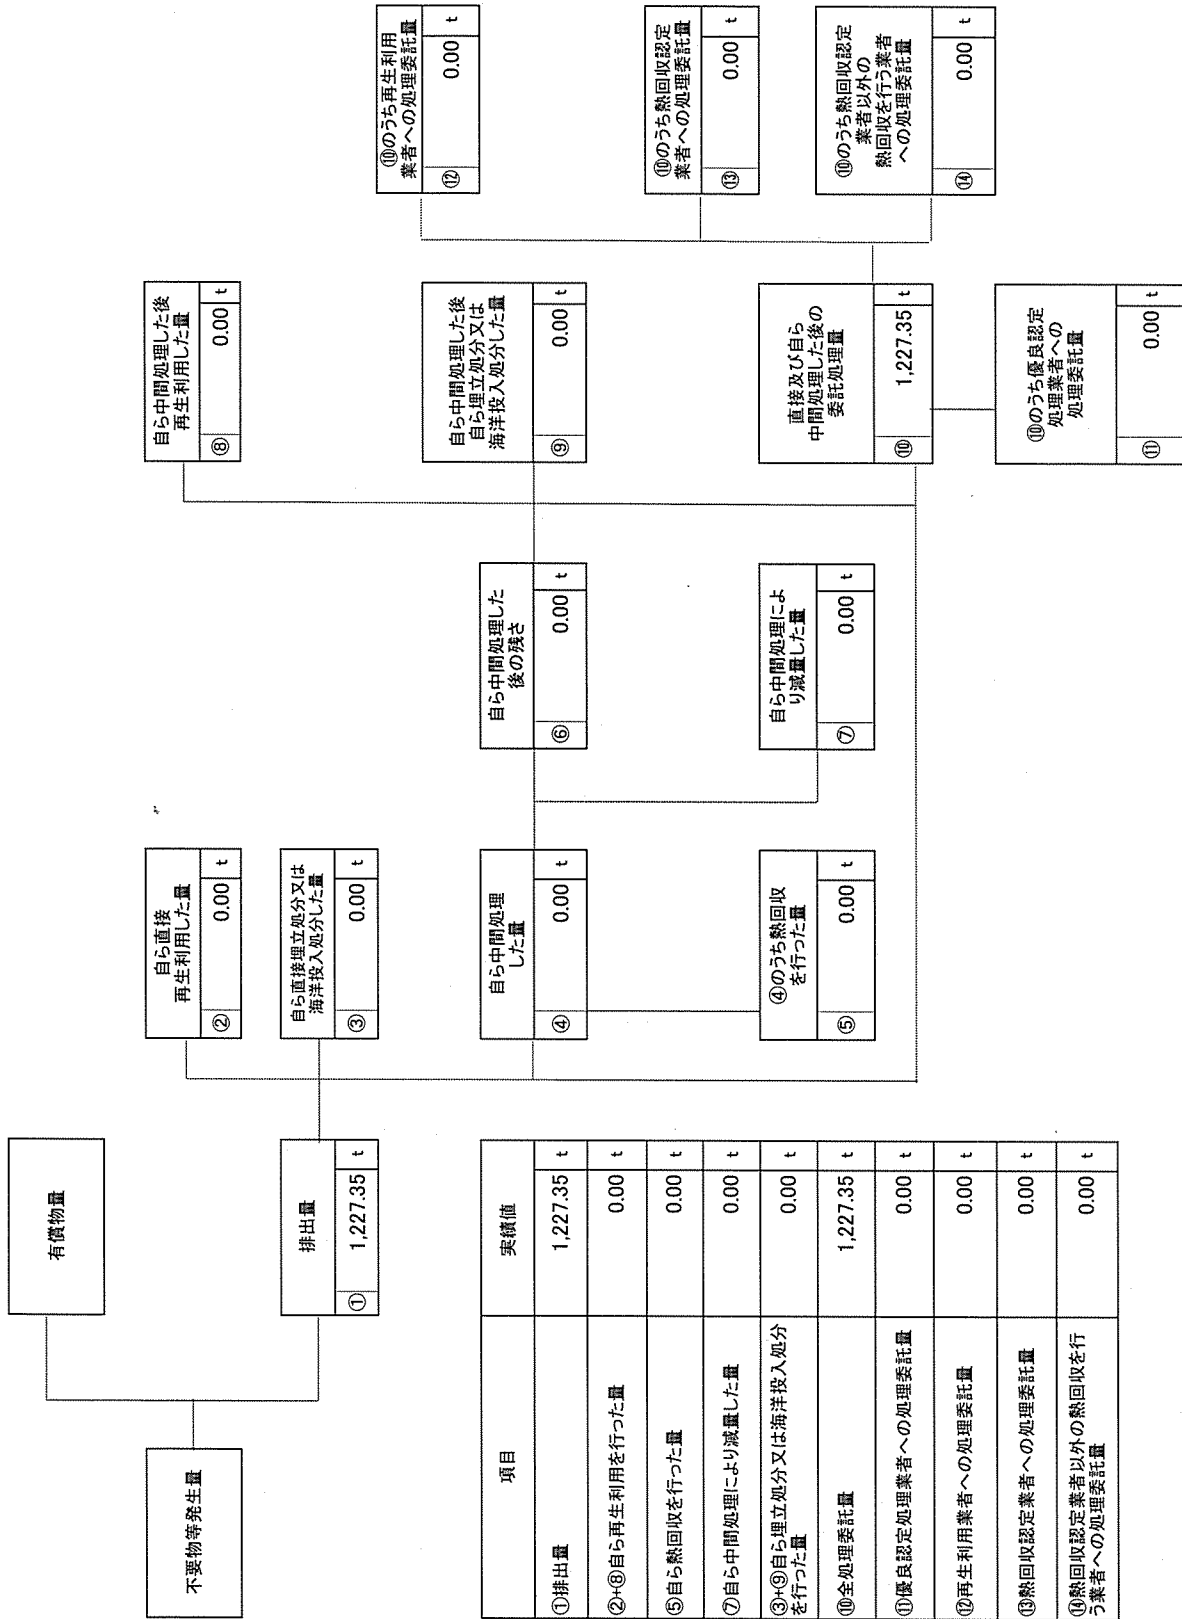 不要物等発生量
有償物量
排出量
① 1,227.35 t
自ら直接
再生利用した量
② 0.00 t
自ら直接埋立処分又は
海洋投入処分した量
③ 0.00 t
自ら中間処理
した量
④ 0.00 t
④のうち熱回収
を行った量
⑤ 0.00 t
自ら中間処理した
後の残さ
⑥ 0.00 t
自ら中間処理によ
り減量した量
⑦ 0.00 t
自ら中間処理した後
再生利用した量
⑧ 0.00 t
自ら中間処理した後
自ら埋立処分又は
海洋投入処分した量
⑨ 0.00 t
直接及び自ら
中間処理した後の
委託処理量
⑩ 1,227.35 t
⑩のうち優良認定
処理業者への
処理委託量
⑪ 0.00 t
⑩のうち再生利用
業者への処理委託量
⑫ 0.00 t
⑩のうち熱回収認定
業者への処理委託量
⑬ 0.00 t
⑩のうち熱回収認定
業者以外の
熱回収を行う業者
への処理委託量
⑭ 0.00 t
項目 実績値
①排出量 1,227.35 t
②+⑧自ら再生利用を行った量 0.00 t
⑤自ら熱回収を行った量 0.00 t
⑦自ら中間処理により減量した量 0.00 t
③+⑨自ら埋立処分又は海洋投入処分
を行った量 0.00 t
⑩全処理委託量 1,227.35 t
⑪優良認定処理業者への処理委託量 0.00 t
⑫再生利用業者への処理委託量 0.00 t
⑬熱回収認定業者への処理委託量 0.00 t
⑭熱回収認定業者以外の熱回収を行
う業者への処理委託量 0.00 t